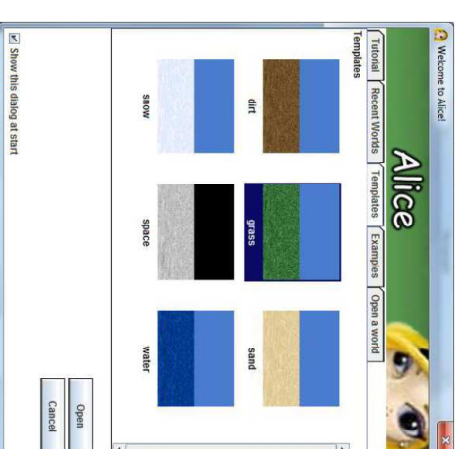 Welcome to Alice!
Alice
Tutorial Recent Worlds Templates Examples Open a world
Templates
dirt grass sand
snow space water
Open
Cancel
Show this dialog at start